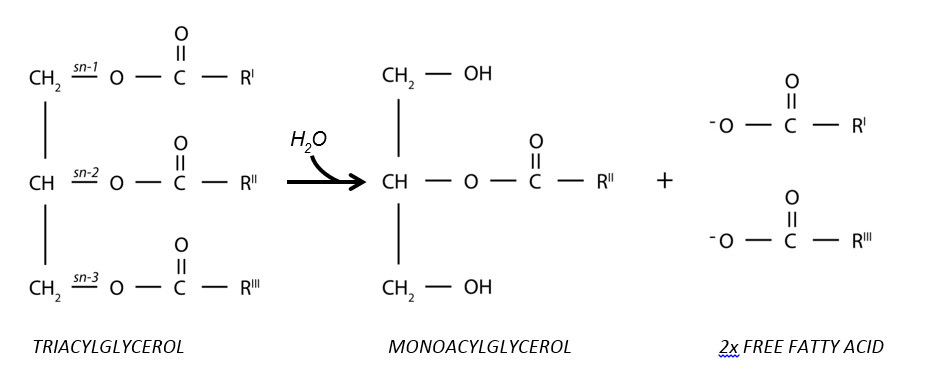 O O
CH₂ sn-1 O C Rᴵ CH₂ OH O
⁻O C Rᴵ
H₂O O O
CH sn-2 O C Rᴵᴵ CH O C Rᴵᴵ +
O O
⁻O C Rᴵᴵᴵ
CH₂ sn-3 O C Rᴵᴵᴵ CH₂ OH
TRIACYLGLYCEROL MONOACYLGLYCEROL 2x FREE FATTY ACID